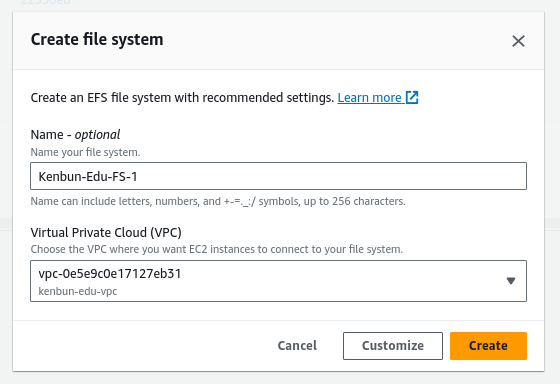 Create file system
Create an EFS file system with recommended settings. Learn more
Name - optional
Name your file system.
Kenbun-Edu-FS-1
Name can include letters, numbers, and +-=._:/ symbols, up to 256 characters.
Virtual Private Cloud (VPC)
Choose the VPC where you want EC2 instances to connect to your file system.
vpc-0e5e9c0e17127eb31
kenbun-edu-vpc
Cancel Customize Create